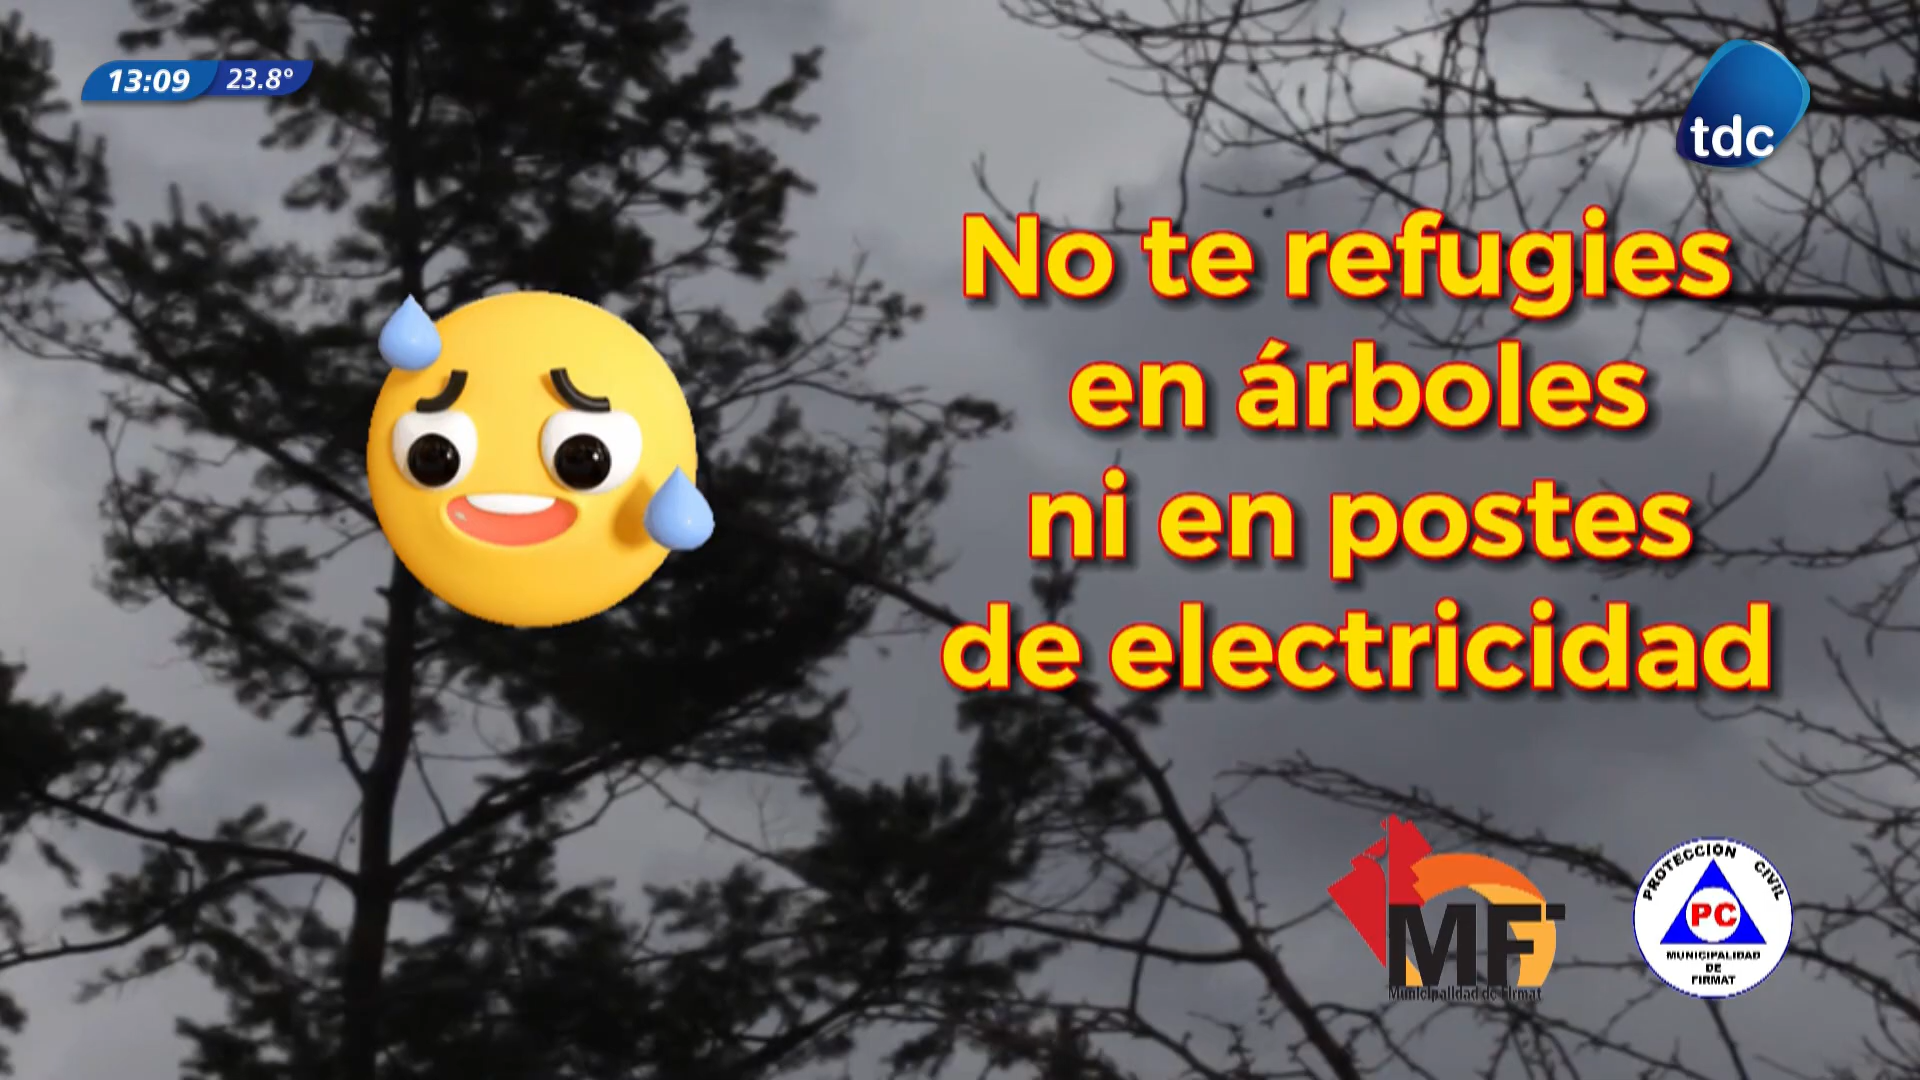 13:09 23.8°
tdc
No te refugies
en árboles
ni en postes
de electricidad
MF
Municipalidad de Firmat
PROTECCION CIVIL
PC
MUNICIPALIDAD
DE
FIRMAT